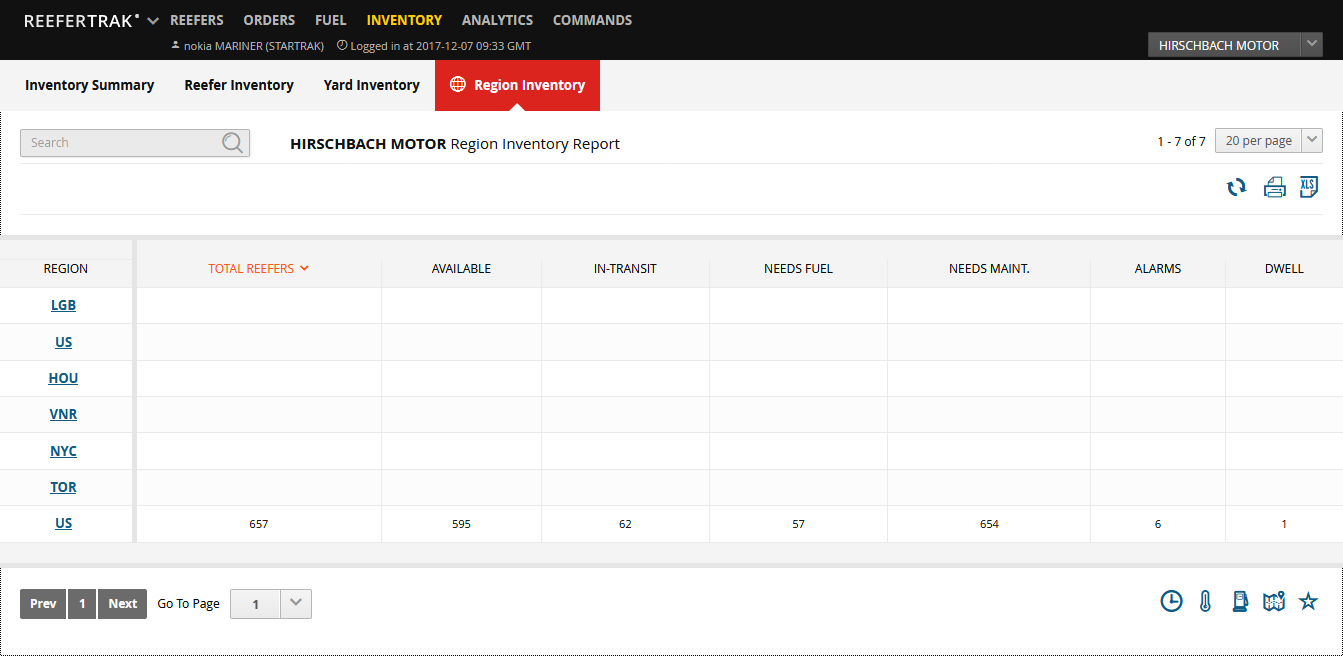 REEFERTRAK REEFERS ORDERS FUEL INVENTORY ANALYTICS COMMANDS
nokia MARINER (STARTRAK) Logged in at 2017-12-07 09:33 GMT
HIRSCHBACH MOTOR
Inventory Summary Reefer Inventory Yard Inventory Region Inventory
Search HIRSCHBACH MOTOR Region Inventory Report 1 - 7 of 7 20 per page
XLS
REGION TOTAL REEFERS AVAILABLE IN-TRANSIT NEEDS FUEL NEEDS MAINT. ALARMS DWELL
LGB
US
HOU
VNR
NYC
TOR
US 657 595 62 57 654 6 1
Prev 1 Next Go To Page 1